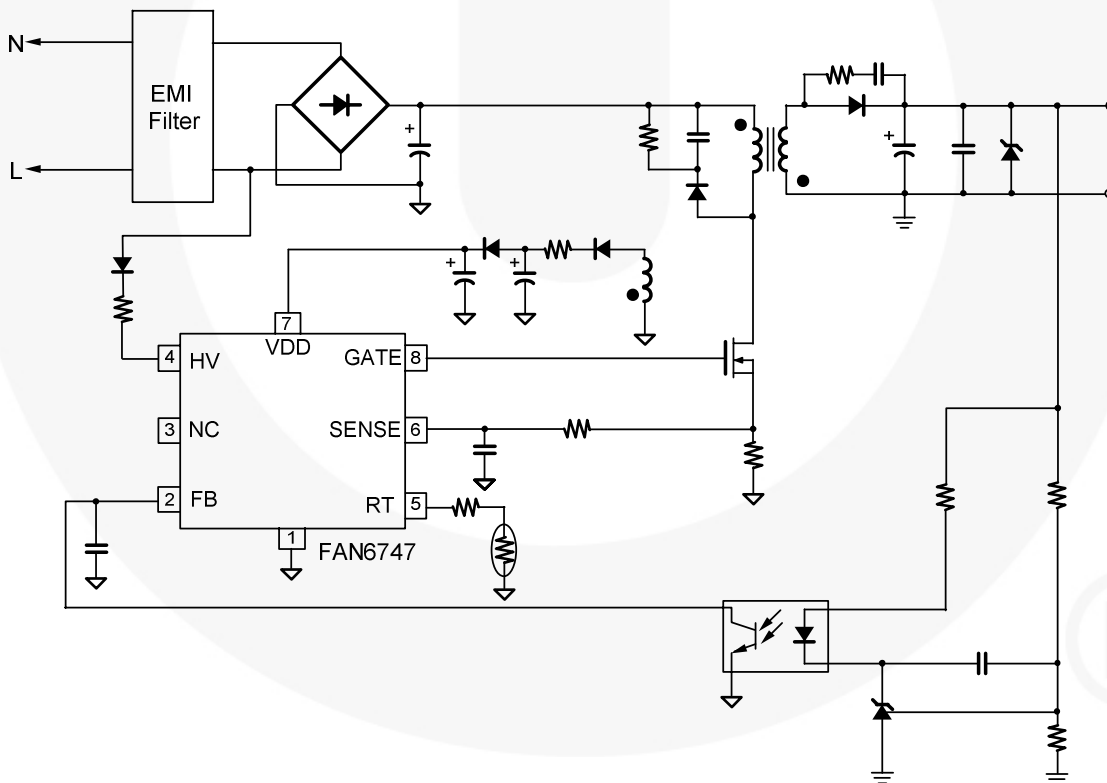 N
EMI
Filter
L
+
+
+
+
7
VDD
4
HV
GATE
8
3
NC
SENSE
6
2
FB
RT
5
1
FAN6747